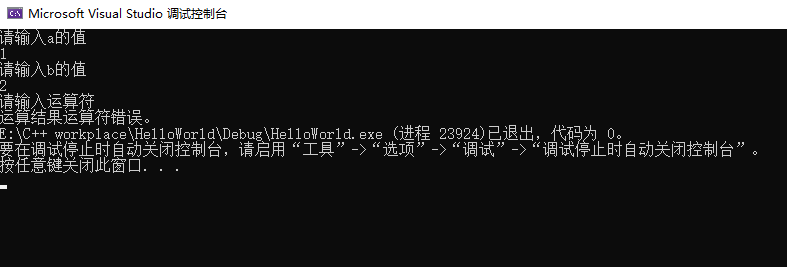 Microsoft Visual Studio 调试控制台
请输入a的值
1
请输入b的值
2
请输入运算符
运算结果运算符错误。
E:\C++ workplace\HelloWorld\Debug\HelloWorld.exe (进程 23924)已退出，代码为 0。
要在调试停止时自动关闭控制台，请启用“工具”->“选项”->“调试”->“调试停止时自动关闭控制台”。
按任意键关闭此窗口. . .